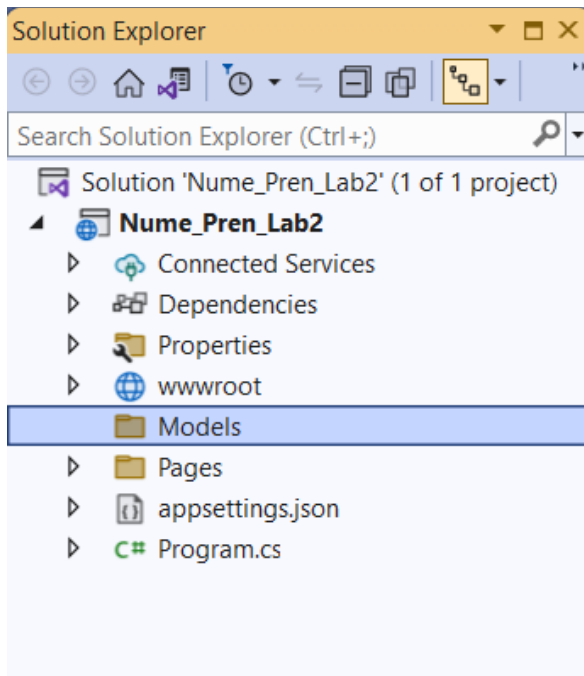 Solution Explorer
Search Solution Explorer (Ctrl+;)
Solution 'Nume_Pren_Lab2' (1 of 1 project)
Nume_Pren_Lab2
Connected Services
Dependencies
Properties
wwwroot
Models
Pages
appsettings.json
C# Program.cs